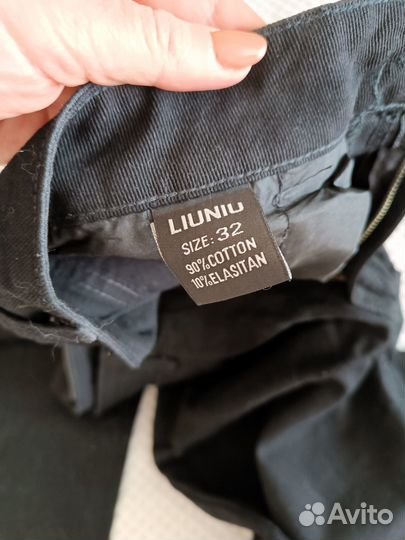 LIUNIU
SIZE: 32
90%COTTON
10%ELASITAN
Avito